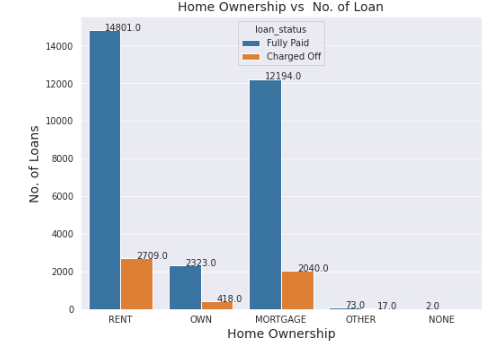 Home Ownership vs No. of Loan
loan_status
Fully Paid
Charged Off
14801.0
2709.0
2323.0
418.0
12194.0
2040.0
73.0
17.0
2.0
No. of Loans
14000
12000
10000
8000
6000
4000
2000
0
RENT OWN MORTGAGE OTHER NONE
Home Ownership